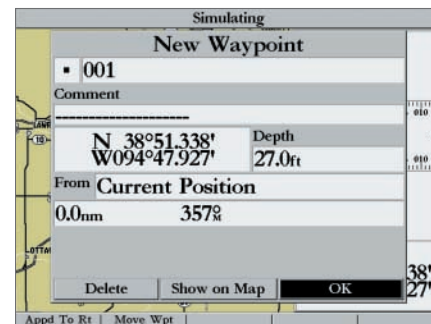 Simulating
New Waypoint
001
Comment
--------------------
N 38°51.338'
W094°47.927'
Depth
27.0ft
From Current Position
0.0nm 357°M
Delete Show on Map OK
Appd To Rt Move Wpt
010
010
10
38'
27'